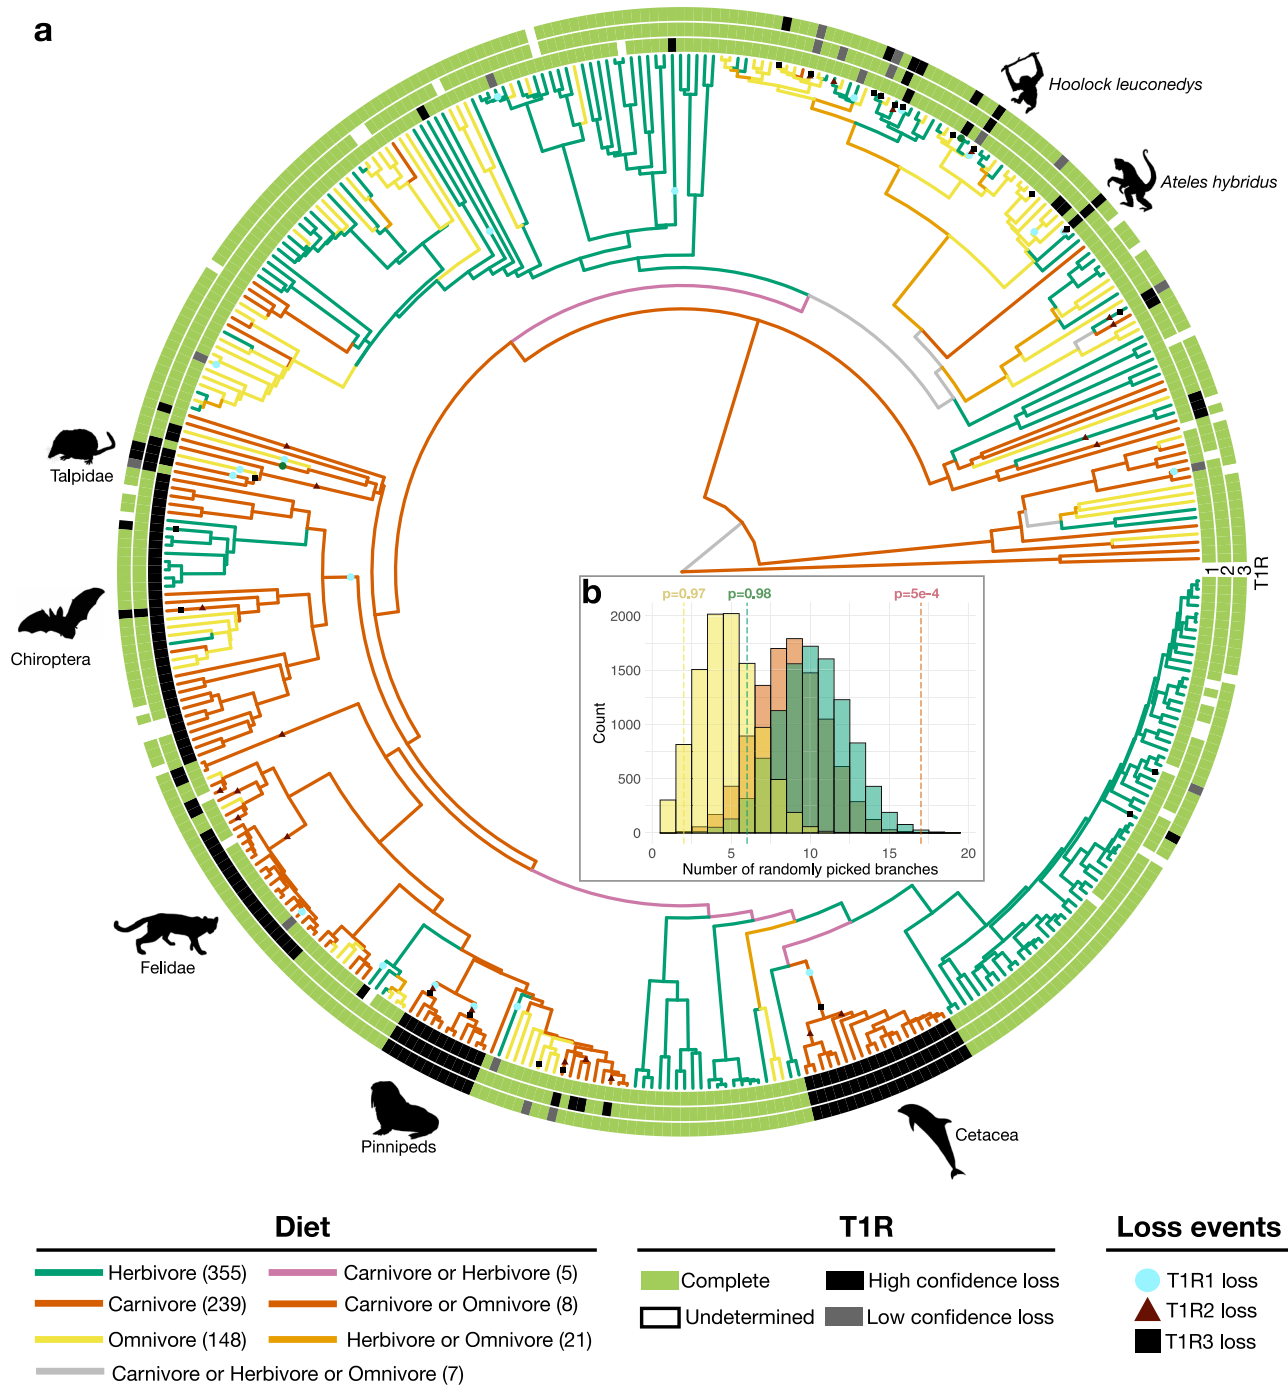 a
Hoolock leuconedys
Ateles hybridus
Talpidae
Chiroptera
Felidae
Pinnipeds
Cetacea
1 2 3
T1R
b
p=0.97
p=0.98
p=5e-4
2000
1500
1000
500
0
Count
0 5 10 15 20
Number of randomly picked branches
Diet
Herbivore (355)
Carnivore or Herbivore (5)
Carnivore (239)
Carnivore or Omnivore (8)
Omnivore (148)
Herbivore or Omnivore (21)
Carnivore or Herbivore or Omnivore (7)
T1R
Complete
High confidence loss
Undetermined
Low confidence loss
Loss events
T1R1 loss
T1R2 loss
T1R3 loss